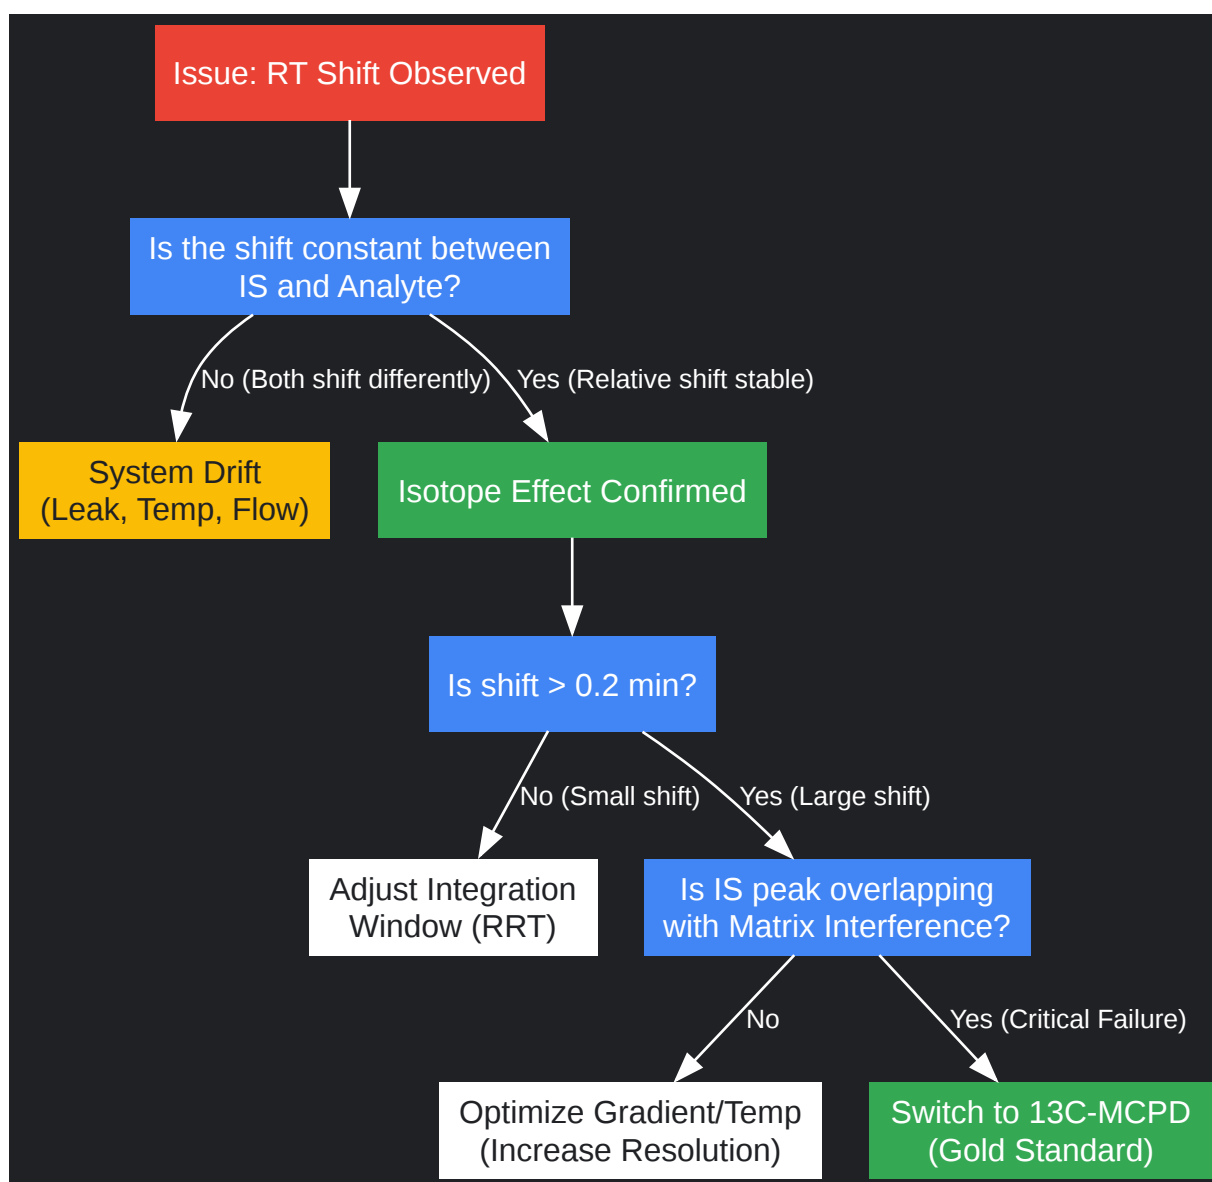 Issue: RT Shift Observed
Is the shift constant between
IS and Analyte?
No (Both shift differently)
Yes (Relative shift stable)
System Drift
(Leak, Temp, Flow)
Isotope Effect Confirmed
Is shift > 0.2 min?
No (Small shift)
Yes (Large shift)
Adjust Integration
Window (RRT)
Is IS peak overlapping
with Matrix Interference?
No
Yes (Critical Failure)
Optimize Gradient/Temp
(Increase Resolution)
Switch to 13C-MCPD
(Gold Standard)